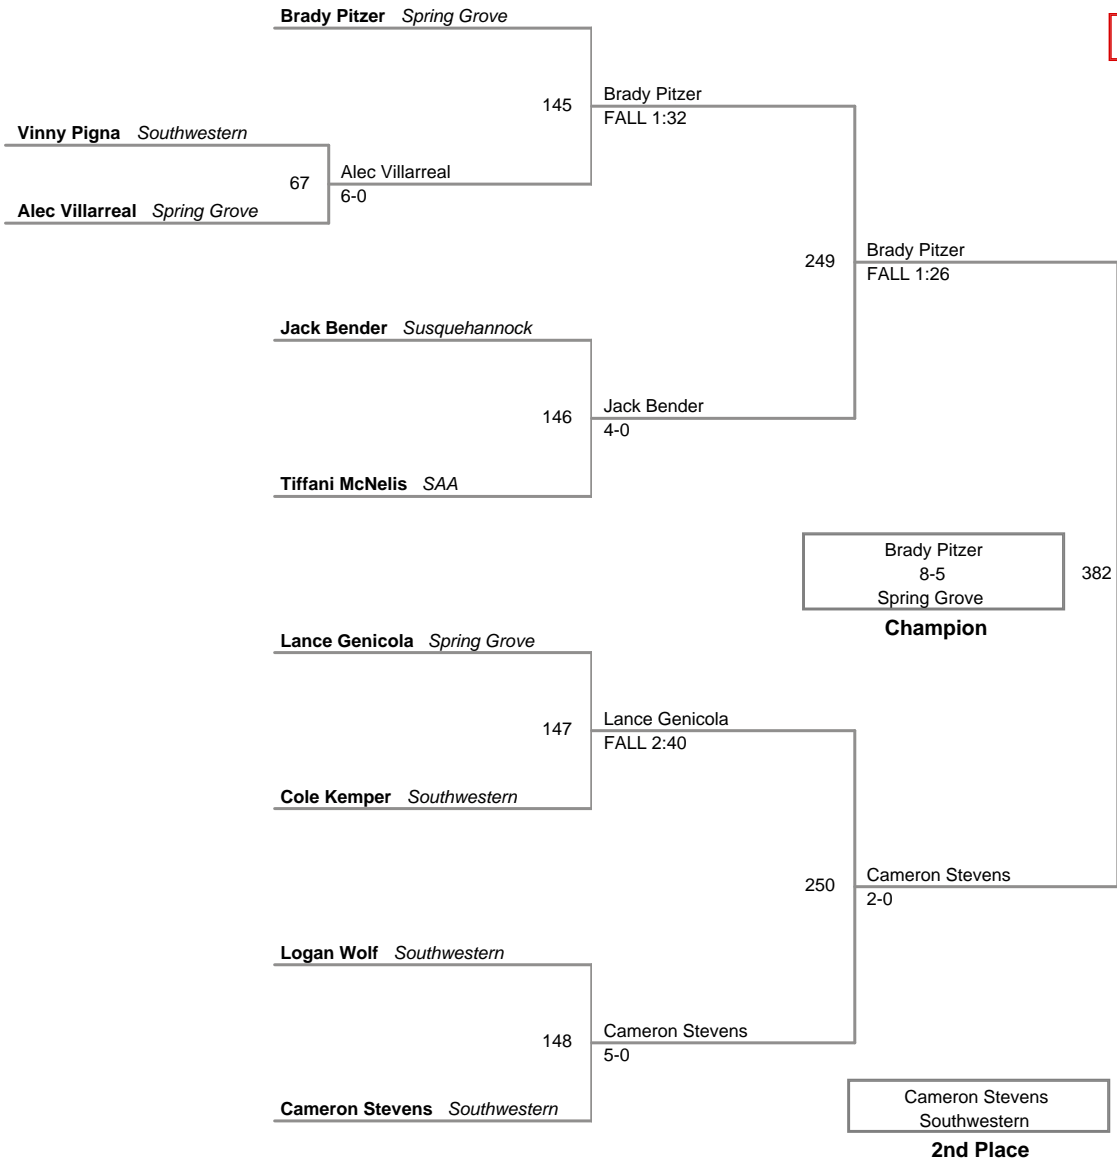 Brady Pitzer Spring Grove
145
Brady Pitzer
FALL 1:32
Vinny Pigna Southwestern
67
Alec Villarreal
6-0
Alec Villarreal Spring Grove
249
Brady Pitzer
FALL 1:26
Jack Bender Susquehannock
146
Jack Bender
4-0
Tiffani McNelis SAA
Brady Pitzer
8-5
Spring Grove
382
Champion
Lance Genicola Spring Grove
147
Lance Genicola
FALL 2:40
Cole Kemper Southwestern
250
Cameron Stevens
2-0
Logan Wolf Southwestern
148
Cameron Stevens
5-0
Cameron Stevens Southwestern
Cameron Stevens
Southwestern
2nd Place